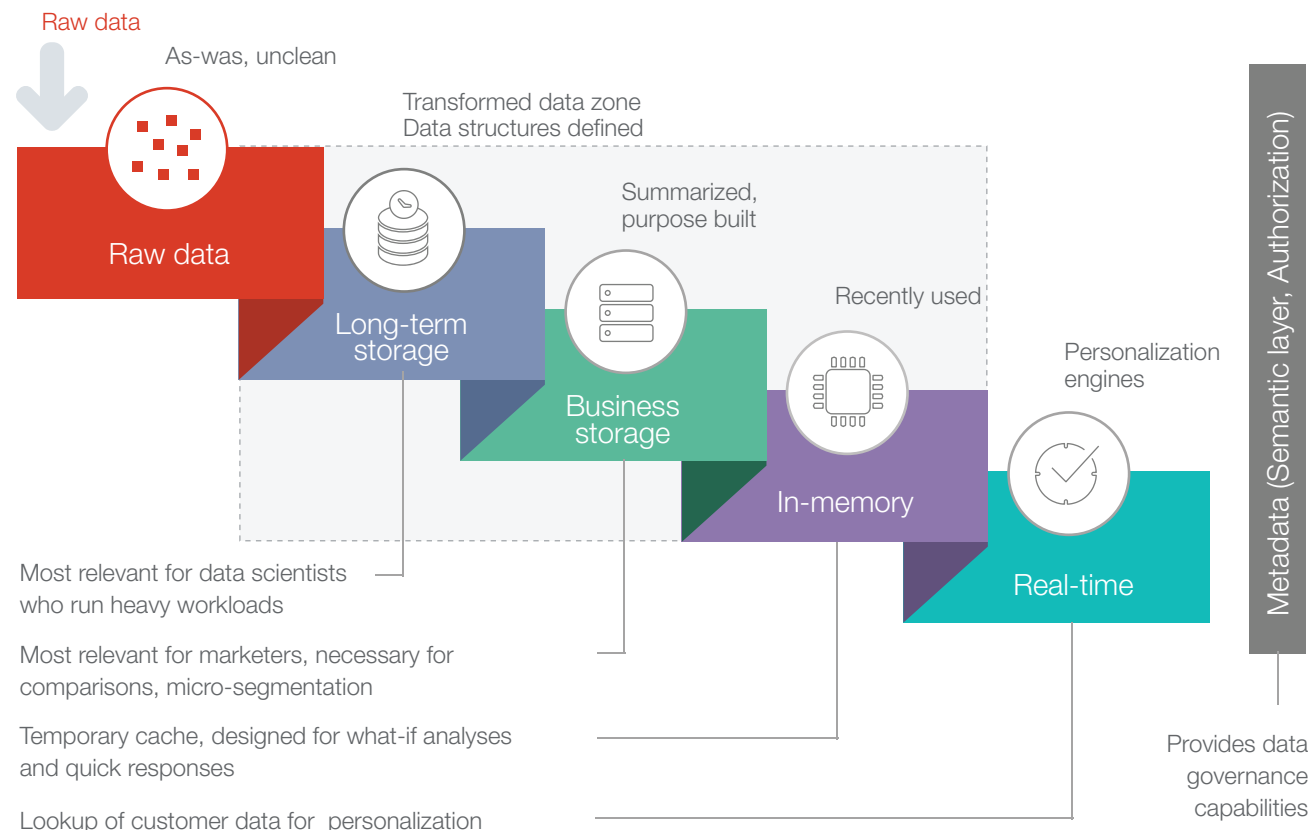 Raw data
As-was, unclean
Transformed data zone
Data structures defined
Summarized,
purpose built
Recently used
Personalization
engines
Raw data
Long-term
storage
Business
storage
In-memory
Real-time
Metadata (Semantic layer, Authorization)
Most relevant for data scientists
who run heavy workloads
Most relevant for marketers, necessary for
comparisons, micro-segmentation
Temporary cache, designed for what-if analyses
and quick responses
Lookup of customer data for personalization
Provides data
governance
capabilities